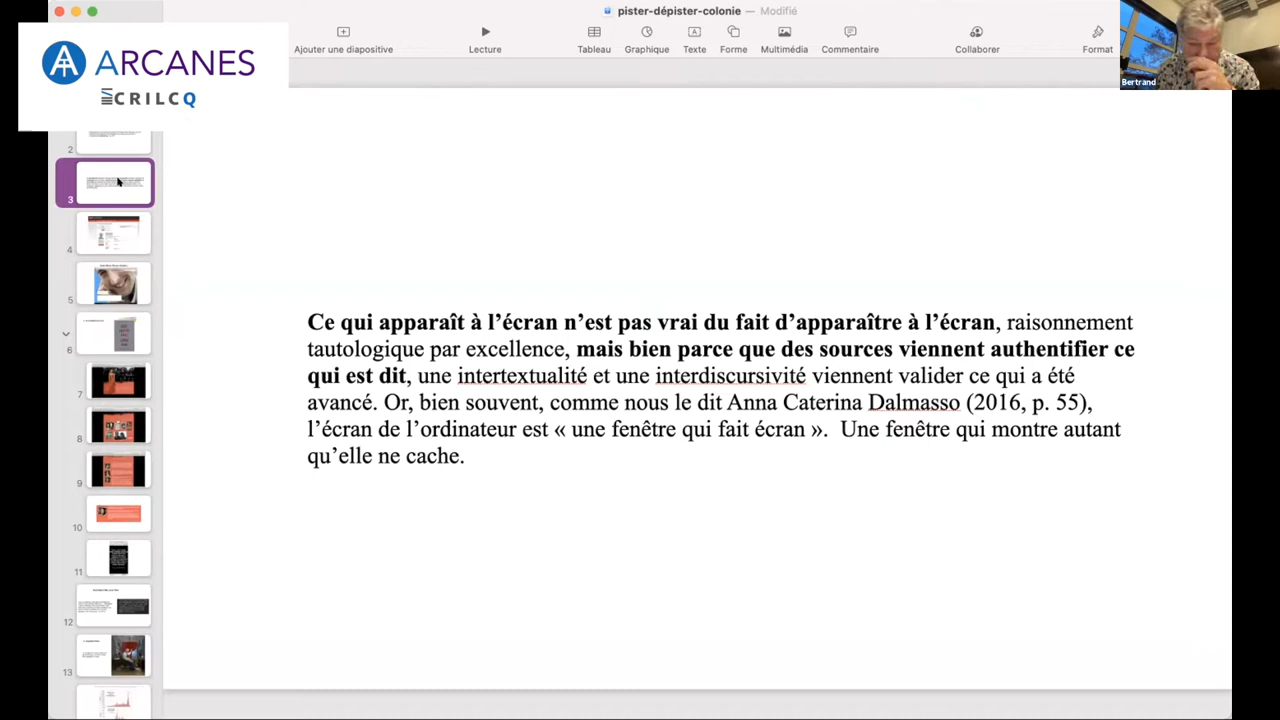 pister-dépister-colonie — Modifié
Ajouter une diapositive
Lecture
Tableau
Graphique
Texte
Forme
Multimédia
Commentaire
Collaborer
Format
ARCANES
CRILCQ
Bertrand
2
3
4
5
6
7
8
9
10
11
12
13
Ce qui apparaît à l’écran n’est pas vrai du fait d’apparaître à l’écran, raisonnement
tautologique par excellence, mais bien parce que des sources viennent authentifier ce
qui est dit, une intertextualité et une interdiscursivité viennent valider ce qui a été
avancé. Or, bien souvent, comme nous le dit Anna Caterina Dalmasso (2016, p. 55),
l’écran de l’ordinateur est « une fenêtre qui fait écran ».  Une fenêtre qui montre autant
qu’elle ne cache.